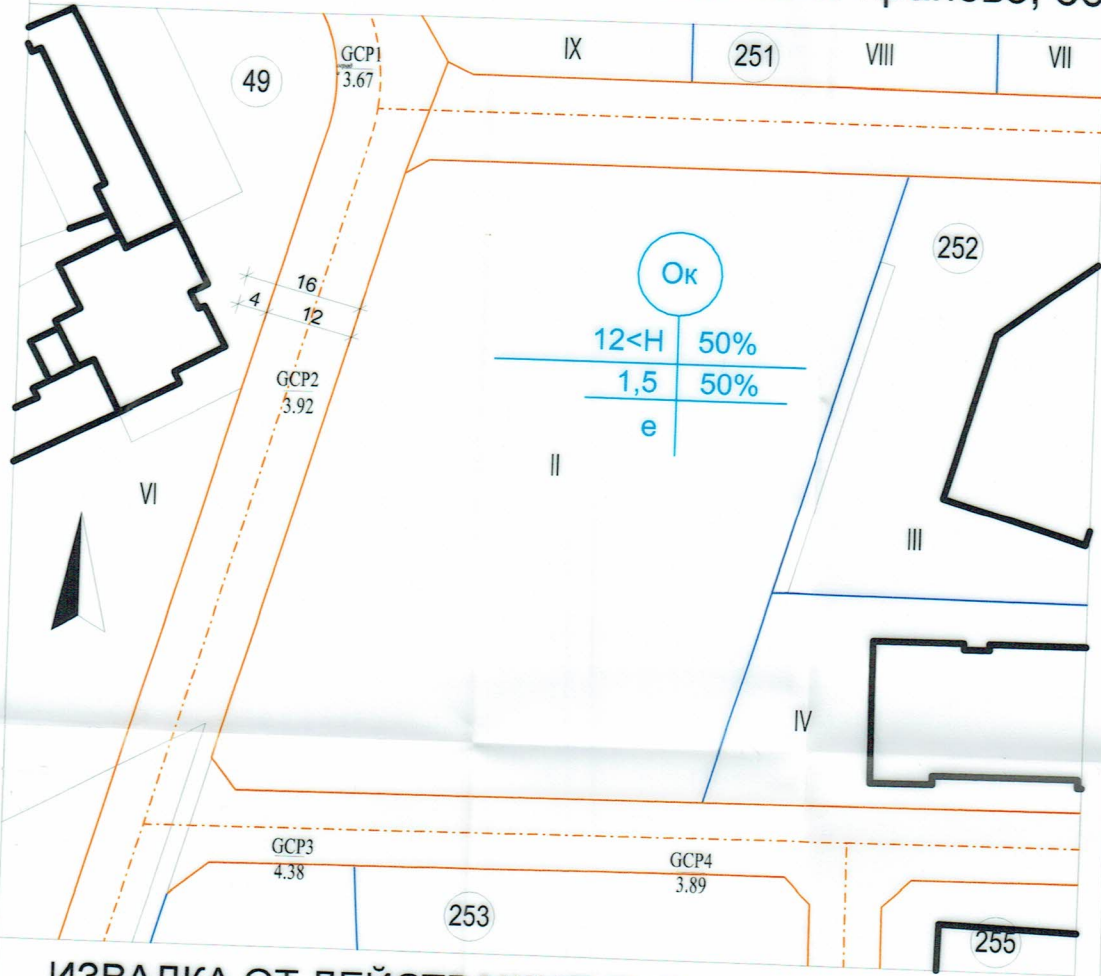 IX
251
VIII
VII
GCP1
3.67
49
252
Ок
16
4
12
12<H 50%
1,5 50%
е
GCP2
3.92
II
VI
III
IV
GCP3
4.38
GCP4
3.89
253
255
ИЗВАДКА ОТ